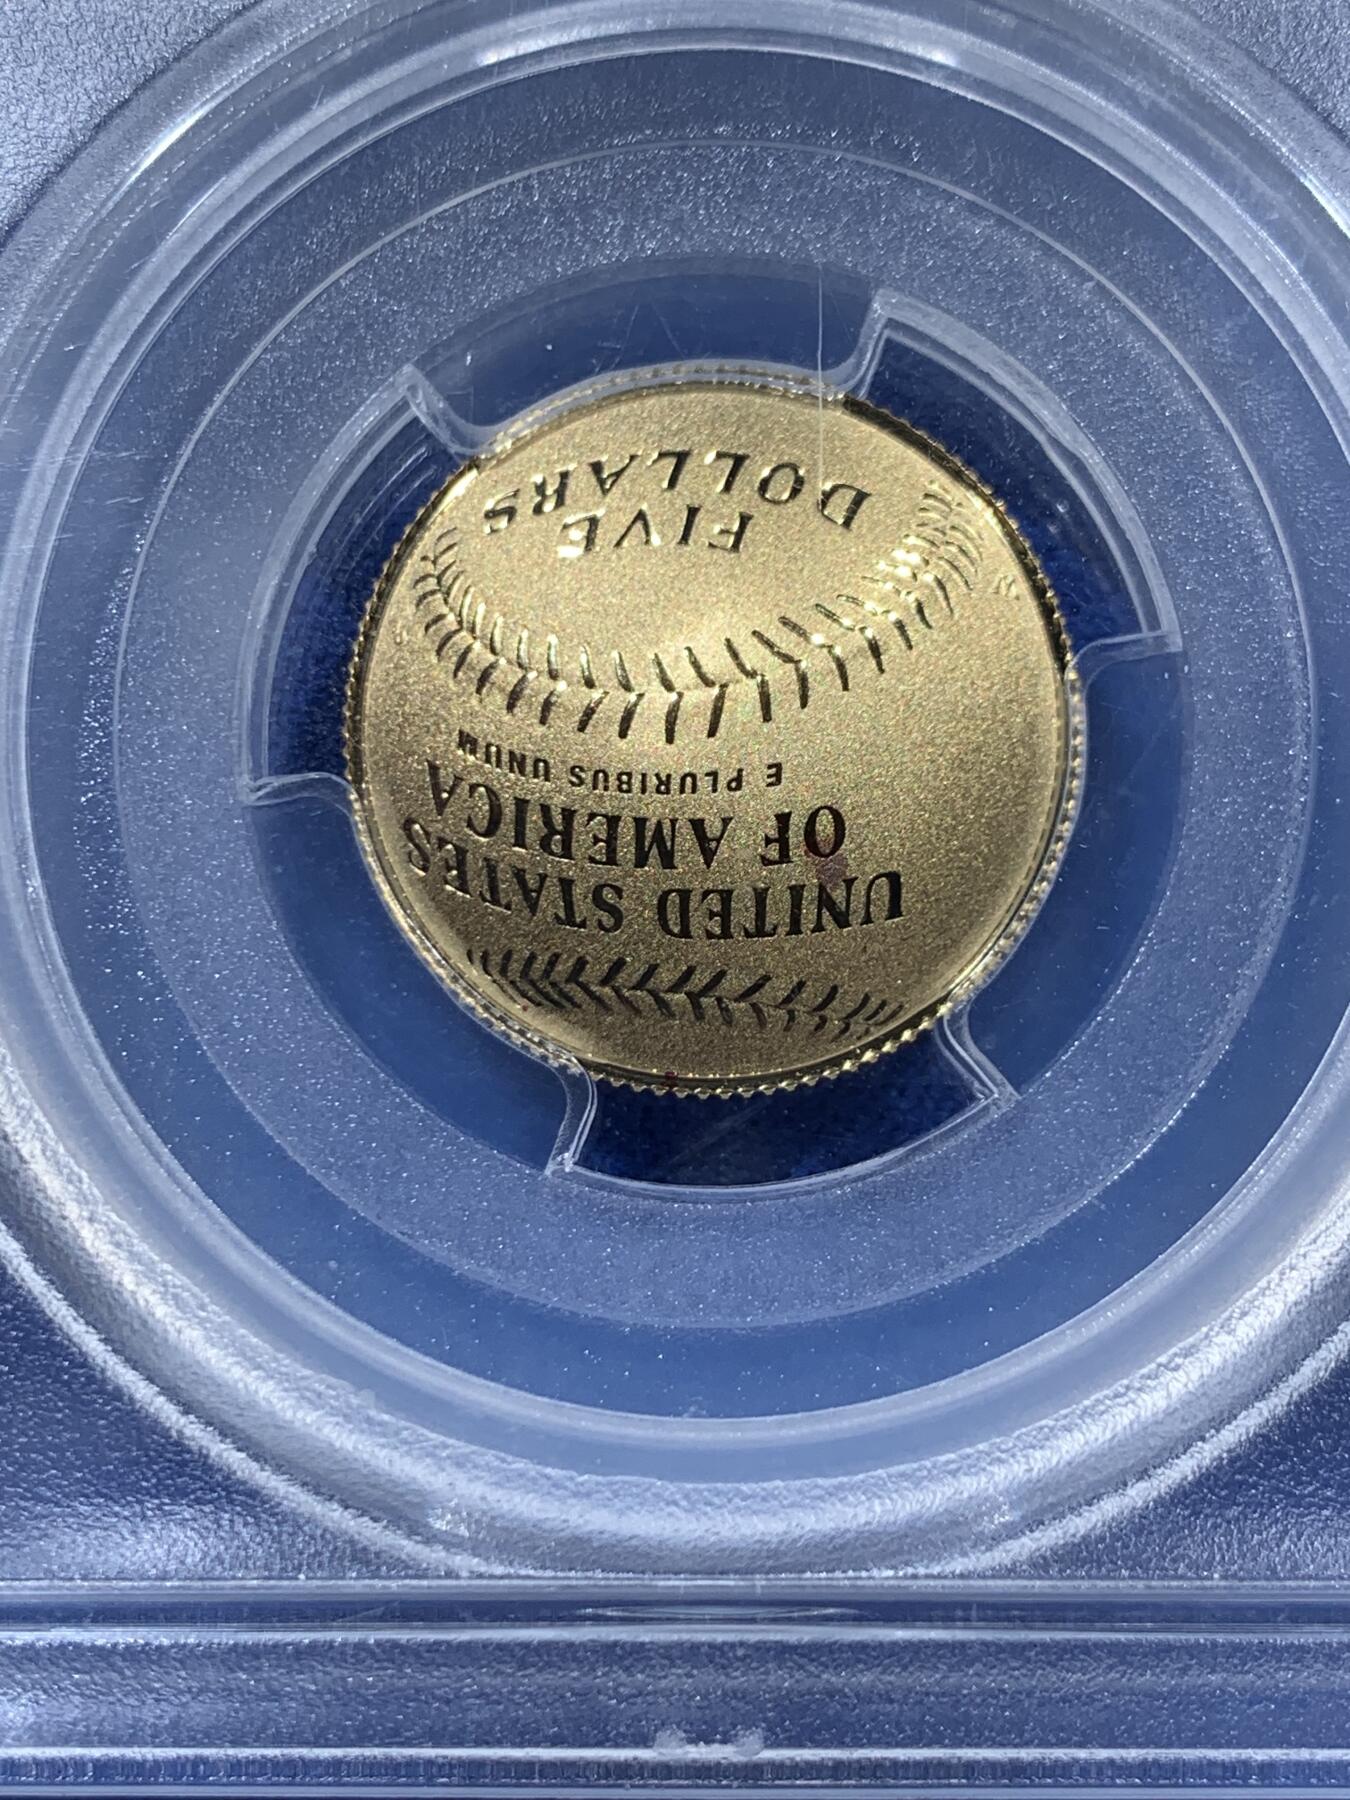 UNITED STATES
OF AMERICA
E PLURIBUS UNUM
FIVE
DOLLARS
W